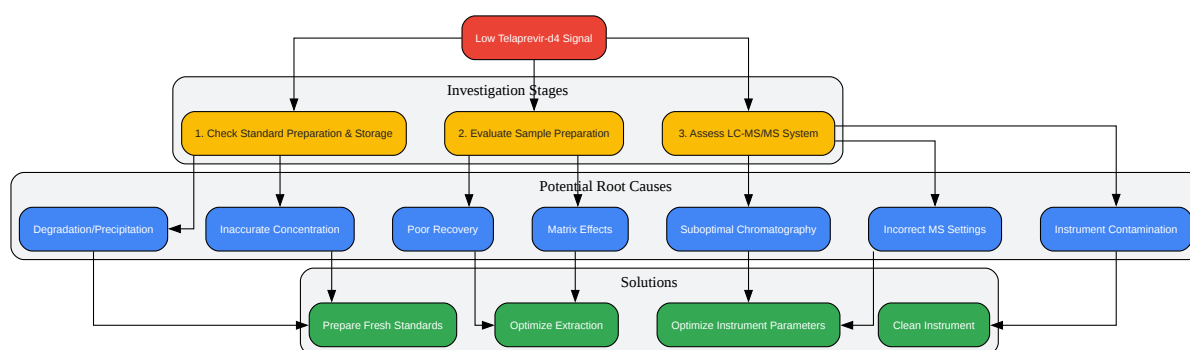 Low Telaprevir-d4 Signal
Investigation Stages
1. Check Standard Preparation & Storage
2. Evaluate Sample Preparation
3. Assess LC-MS/MS System
Potential Root Causes
Degradation/Precipitation
Inaccurate Concentration
Poor Recovery
Matrix Effects
Suboptimal Chromatography
Incorrect MS Settings
Instrument Contamination
Solutions
Prepare Fresh Standards
Optimize Extraction
Optimize Instrument Parameters
Clean Instrument